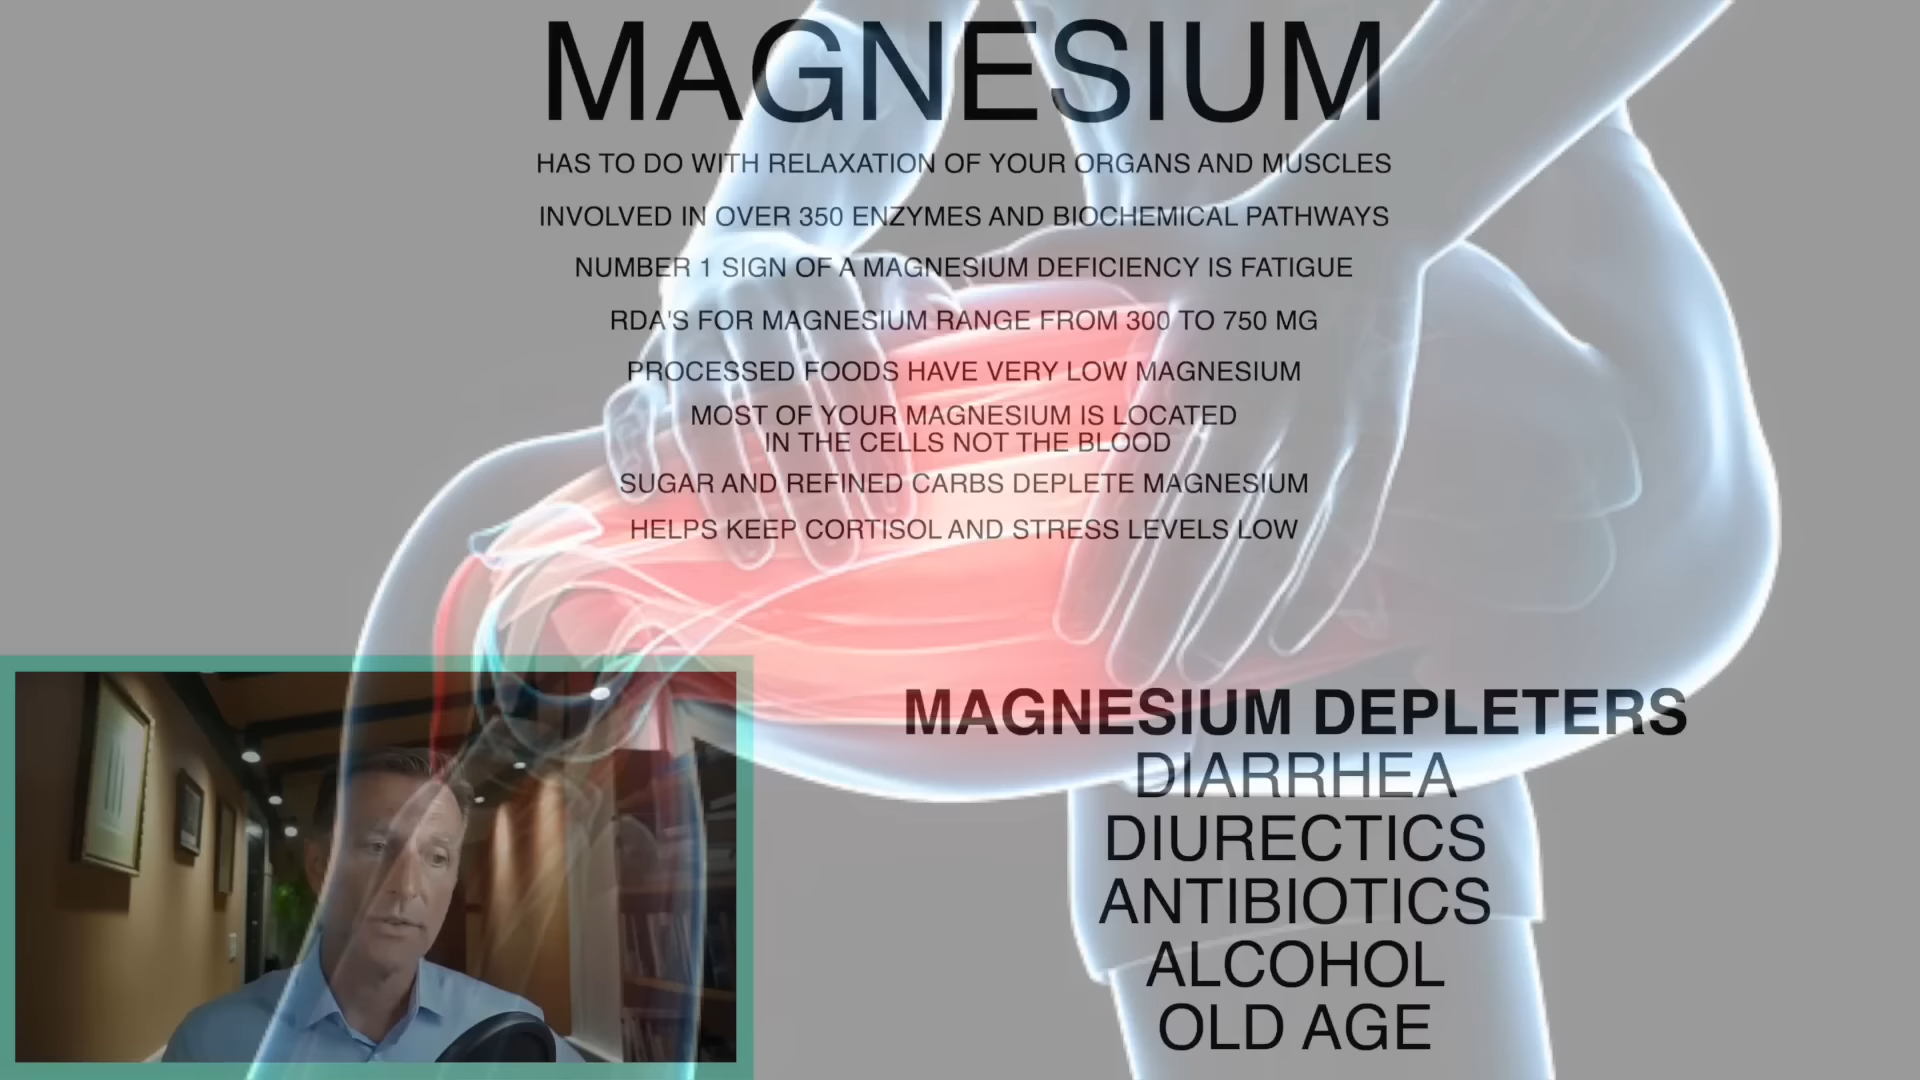 MAGNESIUM
HAS TO DO WITH RELAXATION OF YOUR ORGANS AND MUSCLES
INVOLVED IN OVER 350 ENZYMES AND BIOCHEMICAL PATHWAYS
NUMBER 1 SIGN OF A MAGNESIUM DEFICIENCY IS FATIGUE
RDA'S FOR MAGNESIUM RANGE FROM 300 TO 750 MG
PROCESSED FOODS HAVE VERY LOW MAGNESIUM
MOST OF YOUR MAGNESIUM IS LOCATED
IN THE CELLS NOT THE BLOOD
SUGAR AND REFINED CARBS DEPLETE MAGNESIUM
HELPS KEEP CORTISOL AND STRESS LEVELS LOW
MAGNESIUM DEPLETERS
DIARRHEA
DIURECTICS
ANTIBIOTICS
ALCOHOL
OLD AGE